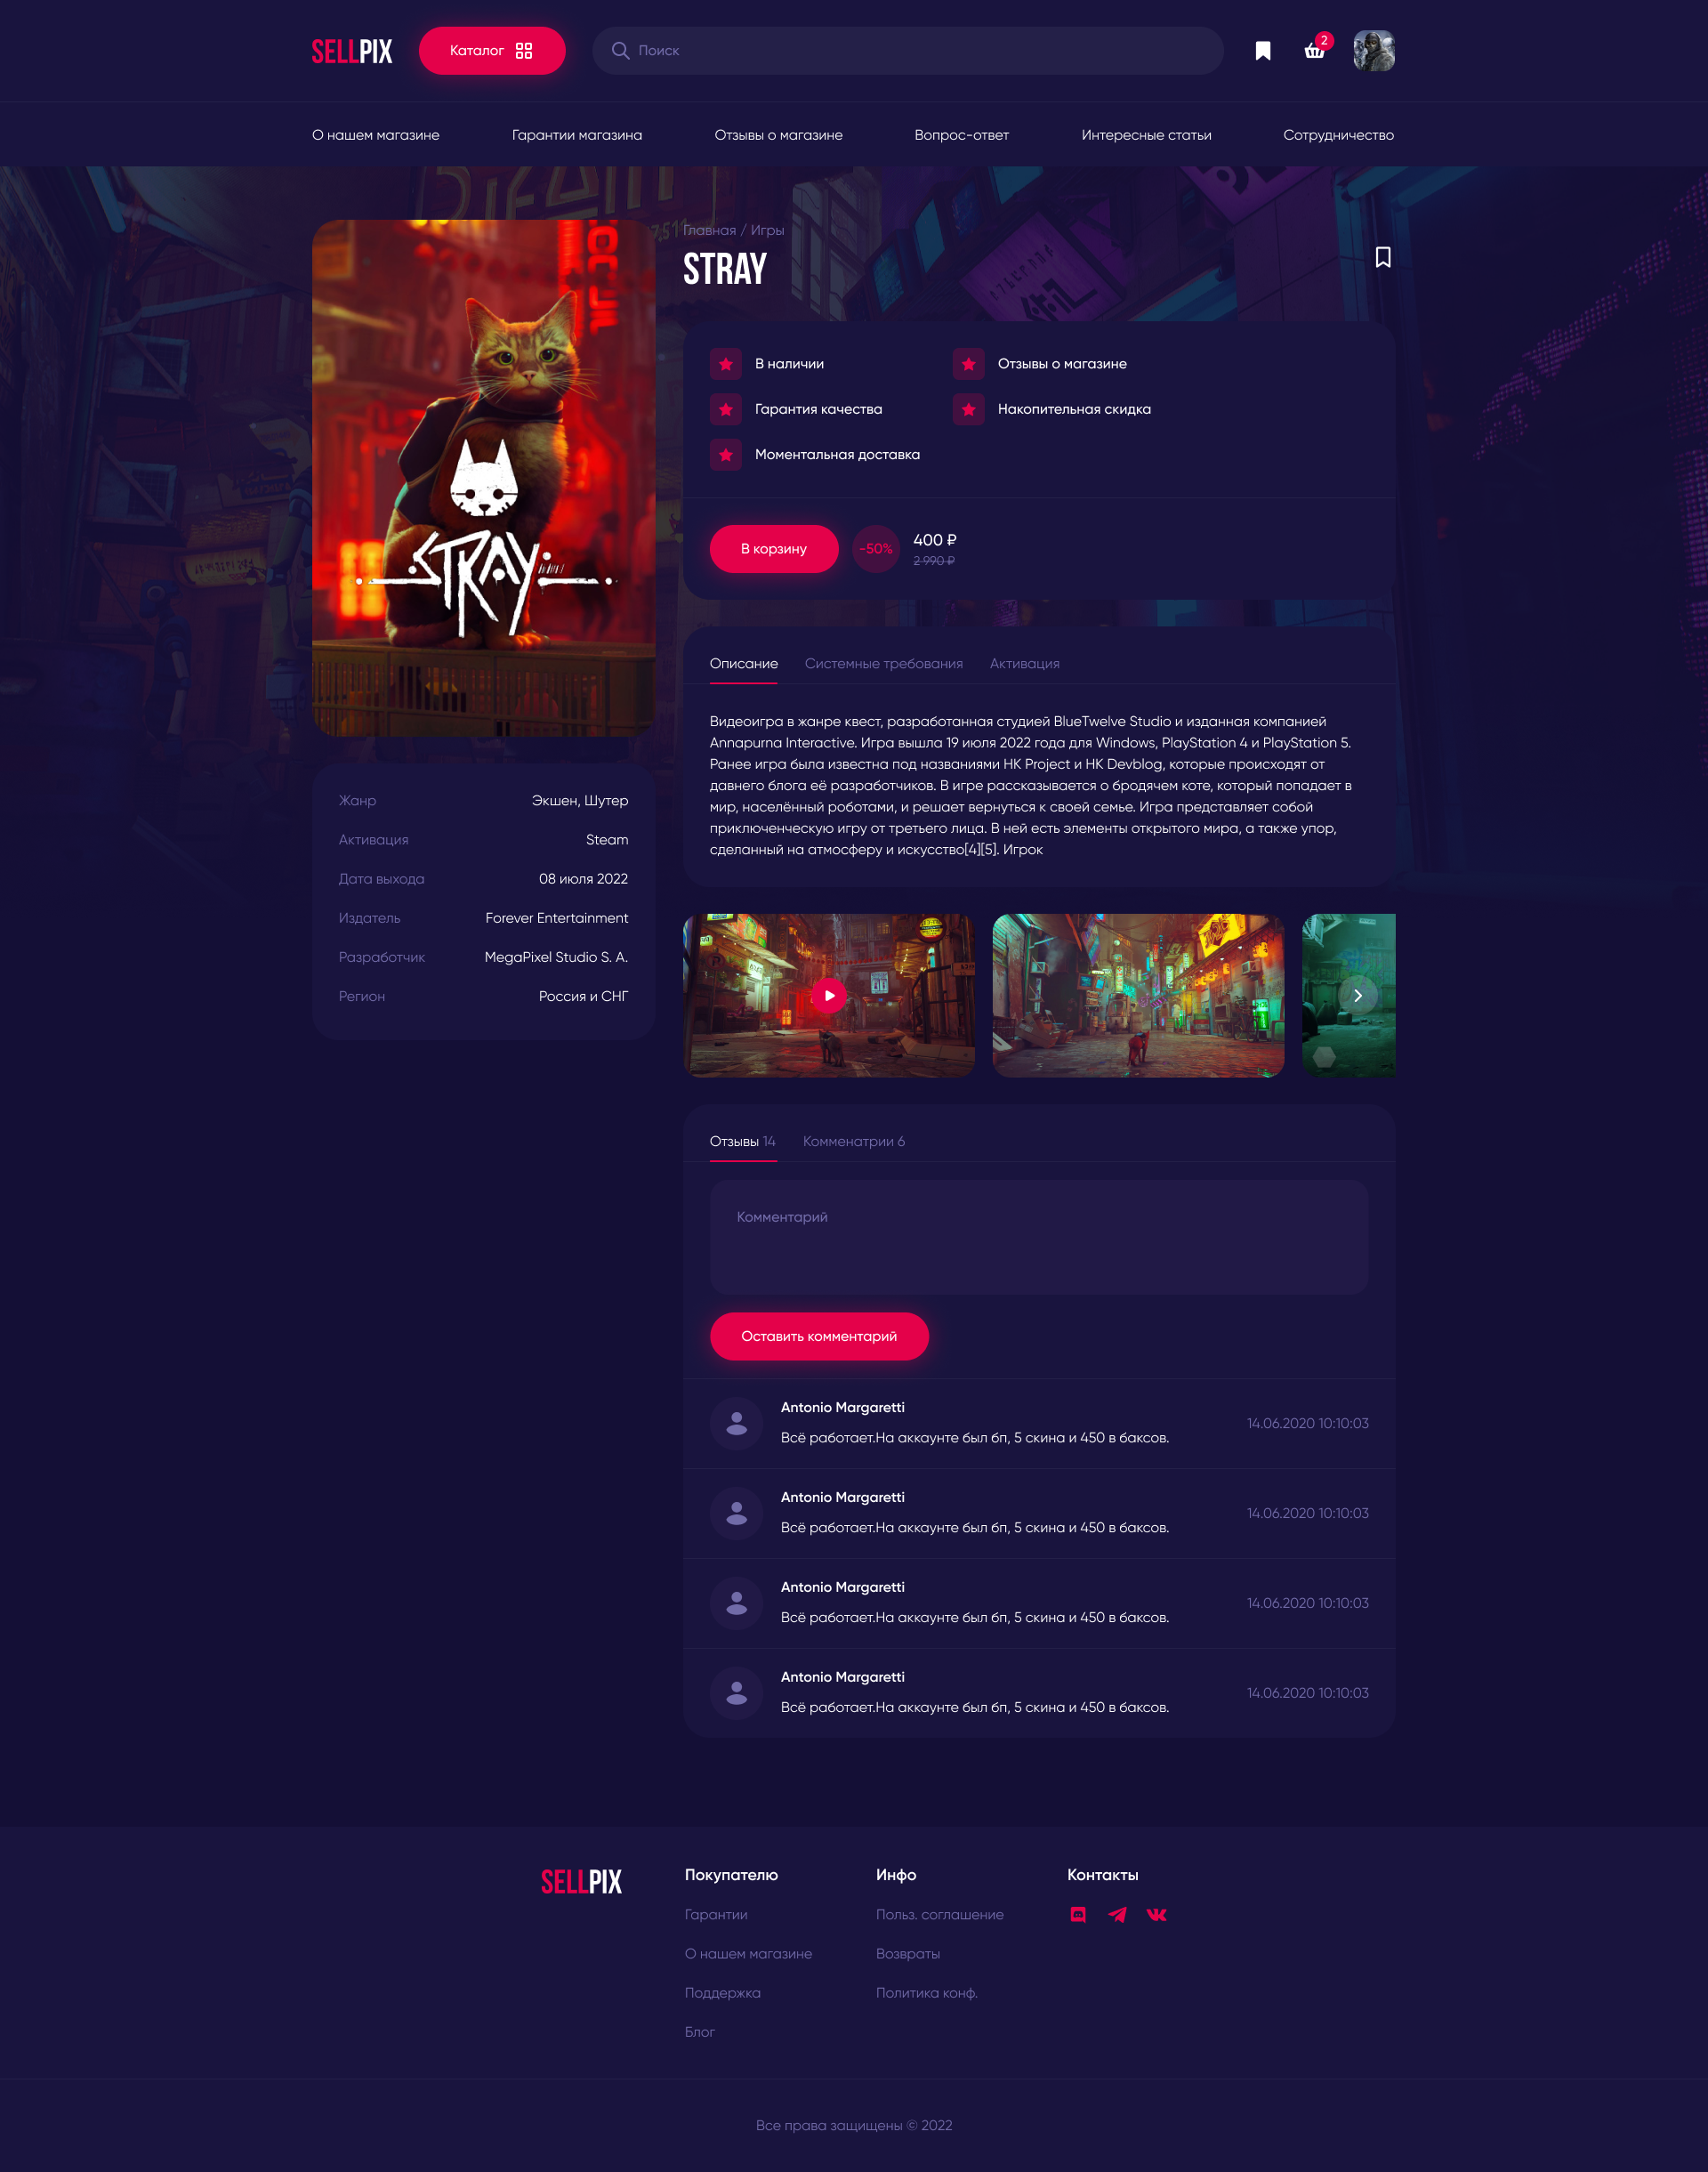 SELLPIX
Каталог
Поиск
2
О нашем магазине
Гарантии магазина
Отзывы о магазине
Вопрос-ответ
Интересные статьи
Сотрудничество
Главная / Игры
STRAY
STRAY
В наличии
Отзывы о магазине
Гарантия качества
Накопительная скидка
Моментальная доставка
В корзину
-50%
400 ₽
2 990 ₽
Описание
Системные требования
Активация
Видеоигра в жанре квест, разработанная студией BlueTwelve Studio и изданная компанией
Annapurna Interactive. Игра вышла 19 июля 2022 года для Windows, PlayStation 4 и PlayStation 5.
Ранее игра была известна под названиями HK Project и HK Devblog, которые происходят от
давнего блога её разработчиков. В игре рассказывается о бродячем коте, который попадает в
мир, населённый роботами, и решает вернуться к своей семье. Игра представляет собой
приключенческую игру от третьего лица. В ней есть элементы открытого мира, а также упор,
сделанный на атмосферу и искусство[4][5]. Игрок
Жанр
Экшен, Шутер
Активация
Steam
Дата выхода
08 июля 2022
Издатель
Forever Entertainment
Разработчик
MegaPixel Studio S. A.
Регион
Россия и СНГ
Отзывы 14
Комменатрии 6
Комментарий
Оставить комментарий
Antonio Margaretti
Всё работает.На аккаунте был бп, 5 скина и 450 в баксов.
14.06.2020 10:10:03
Antonio Margaretti
Всё работает.На аккаунте был бп, 5 скина и 450 в баксов.
14.06.2020 10:10:03
Antonio Margaretti
Всё работает.На аккаунте был бп, 5 скина и 450 в баксов.
14.06.2020 10:10:03
Antonio Margaretti
Всё работает.На аккаунте был бп, 5 скина и 450 в баксов.
14.06.2020 10:10:03
SELLPIX
Покупателю
Гарантии
О нашем магазине
Поддержка
Блог
Инфо
Польз. соглашение
Возвраты
Политика конф.
Контакты
Все права защищены © 2022